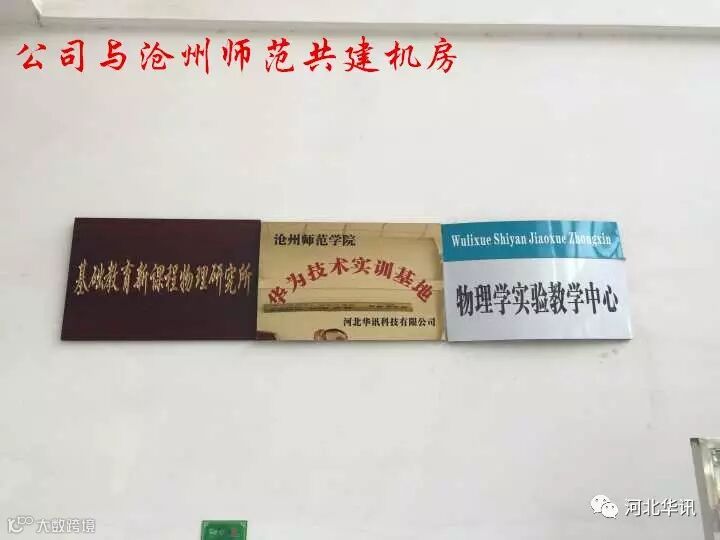 公司与沧州师范共建机房
基础教育新课程物理研究所
沧州师范学院
华为技术实训基地
河北华讯科技有限公司
Wulixue Shiyan Jiaoxue Zhongxin
物理学实验教学中心
河北华讯
大数跨境